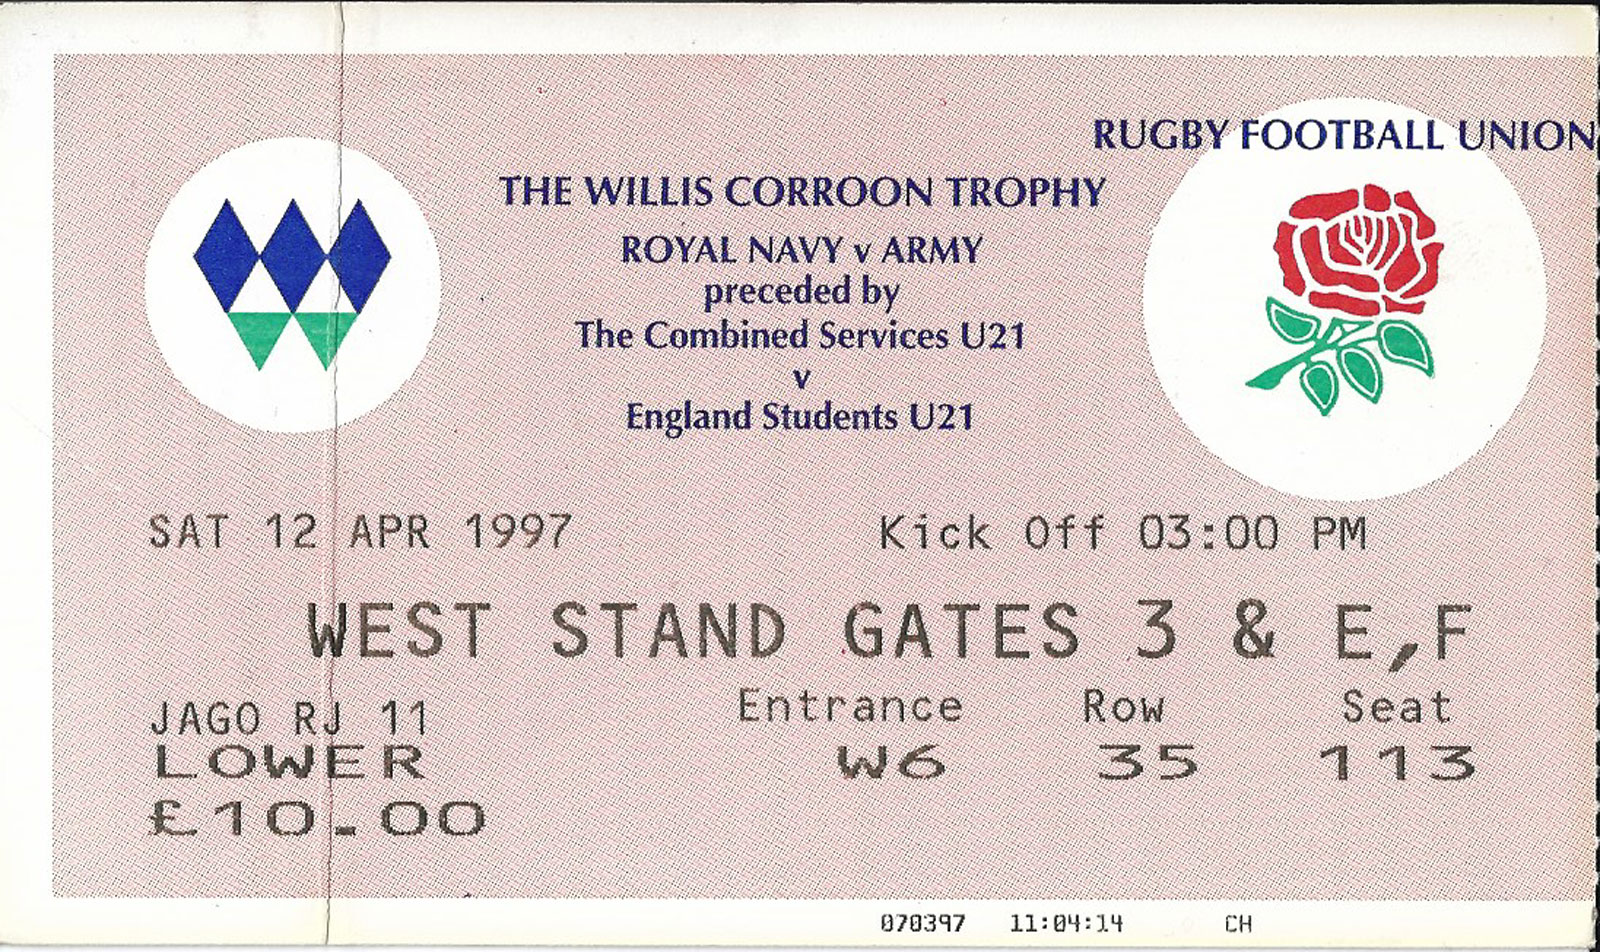 RUGBY FOOTBALL UNION
THE WILLIS CORROON TROPHY
ROYAL NAVY v ARMY
preceded by
The Combined Services U21
v
England Students U21
SAT 12 APR 1997 Kick Off 03:00 PM
WEST STAND GATES 3 & E,F
JAGO RJ 11 Entrance Row Seat
LOWER W6 35 113
£10.00
070397 11:04:14 CH